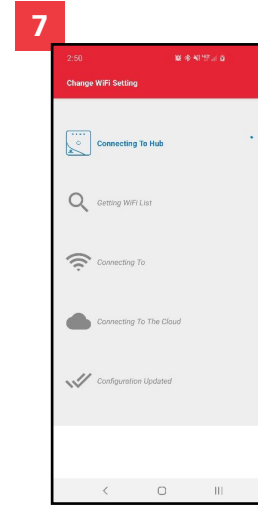 7
2:50
Change WiFi Setting
Connecting To Hub
Getting WiFi List
Connecting To
Connecting To The Cloud
Configuration Updated